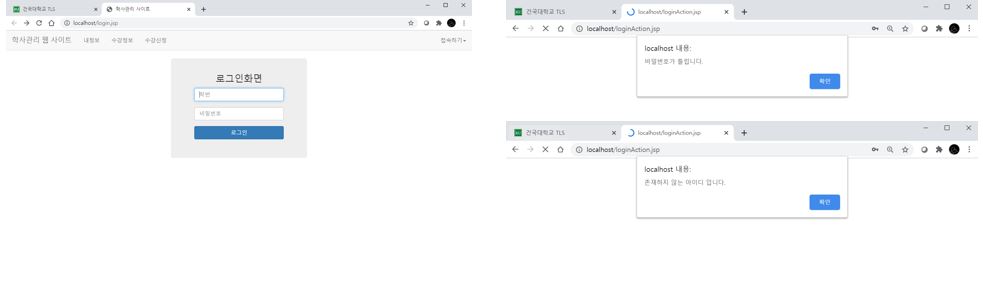 건국대학교 TLS
학사관리 웹 사이트
localhost/login.jsp
학사관리 웹 사이트
내정보
수강정보
수강신청
접속하기
로그인화면
학번
비밀번호
로그인
건국대학교 TLS
localhost/loginAction.jsp
localhost/loginAction.jsp
localhost 내용:
비밀번호가 틀립니다.
확인
건국대학교 TLS
localhost/loginAction.jsp
localhost/loginAction.jsp
localhost 내용:
존재하지 않는 아이디 입니다.
확인